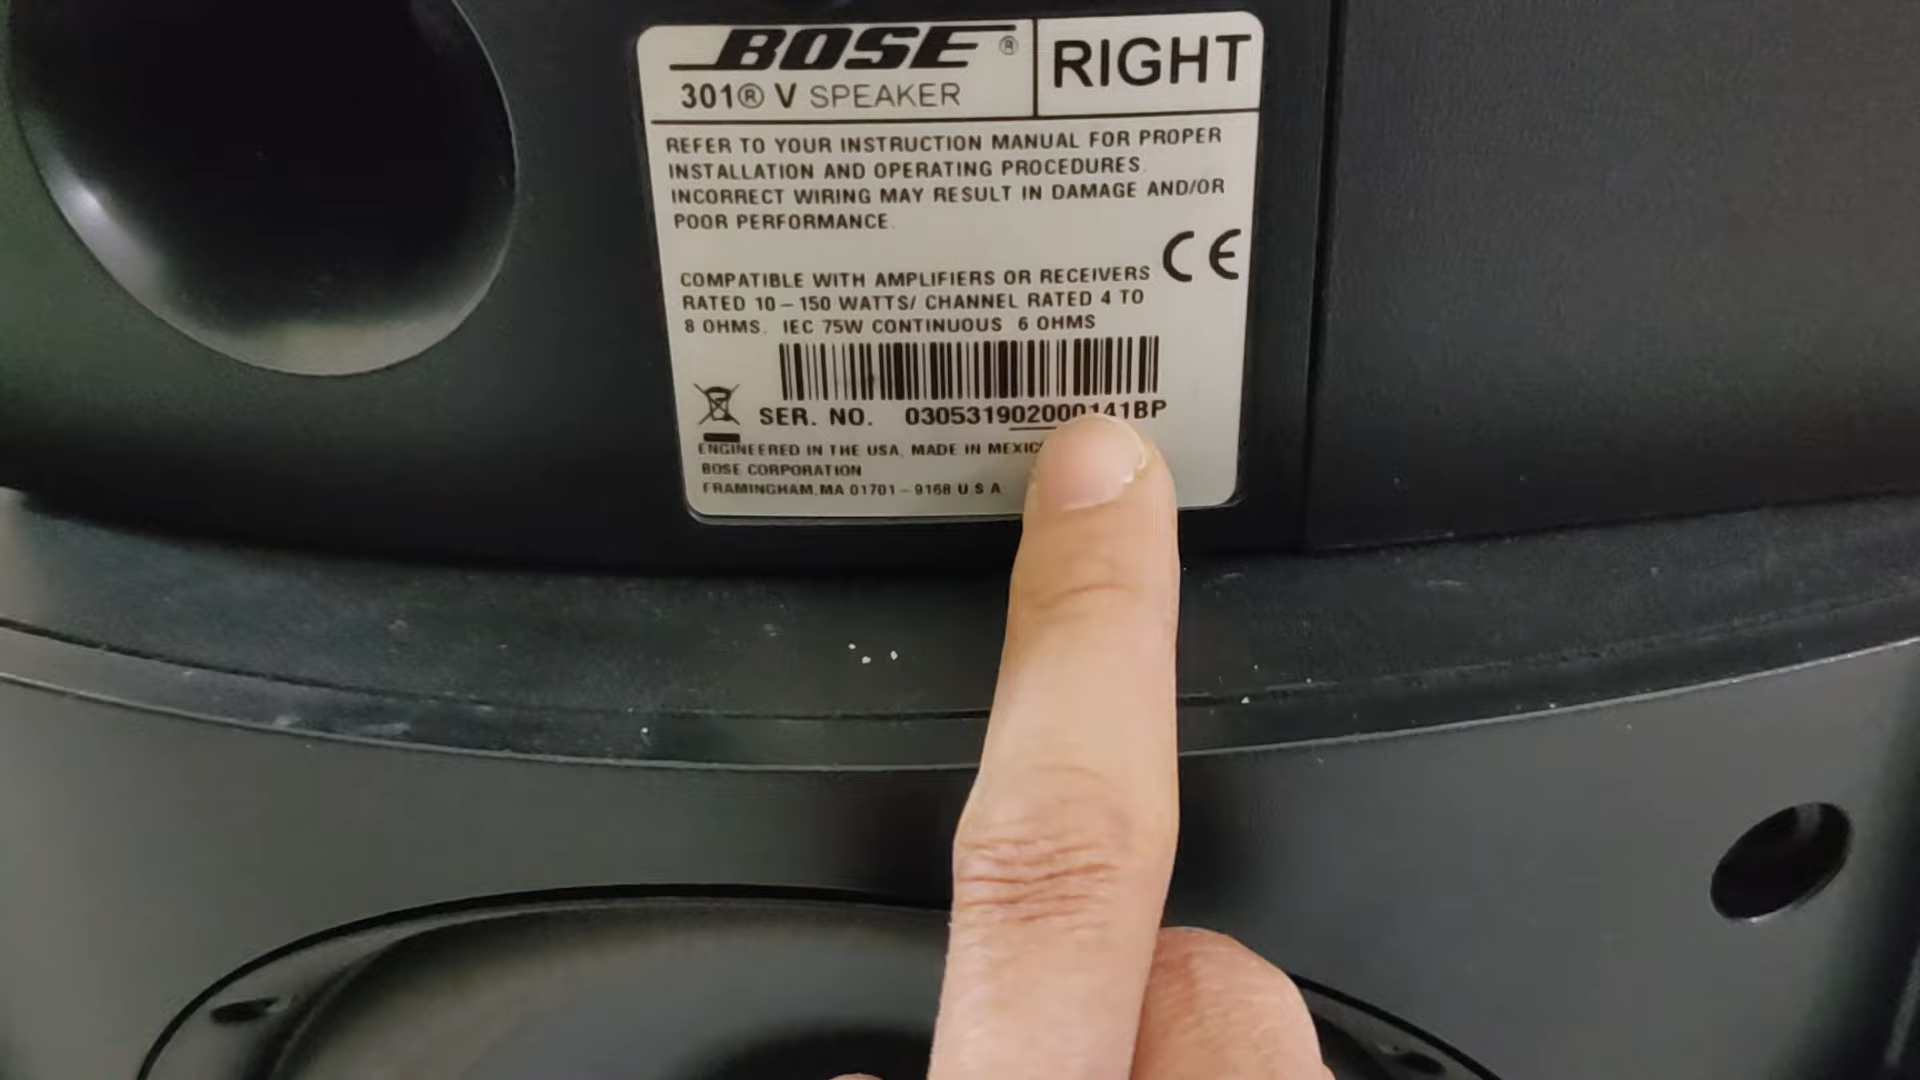 BOSE ®
301® V SPEAKER
RIGHT
REFER TO YOUR INSTRUCTION MANUAL FOR PROPER
INSTALLATION AND OPERATING PROCEDURES.
INCORRECT WIRING MAY RESULT IN DAMAGE AND/OR
POOR PERFORMANCE.
CE
COMPATIBLE WITH AMPLIFIERS OR RECEIVERS
RATED 10 – 150 WATTS/ CHANNEL RATED 4 TO
8 OHMS. IEC 75W CONTINUOUS 6 OHMS
SER. NO. 030531902000141BP
ENGINEERED IN THE USA, MADE IN MEXIC
BOSE CORPORATION
FRAMINGHAM, MA 01701 – 9168 U S A